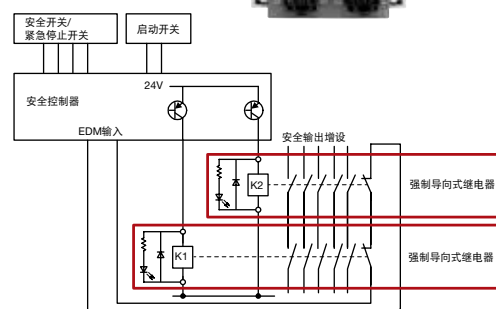 安全开关/
紧急停止开关
启动开关
24V
安全控制器
EDM输入
安全输出增设
K2
强制导向式继电器
K1
强制导向式继电器